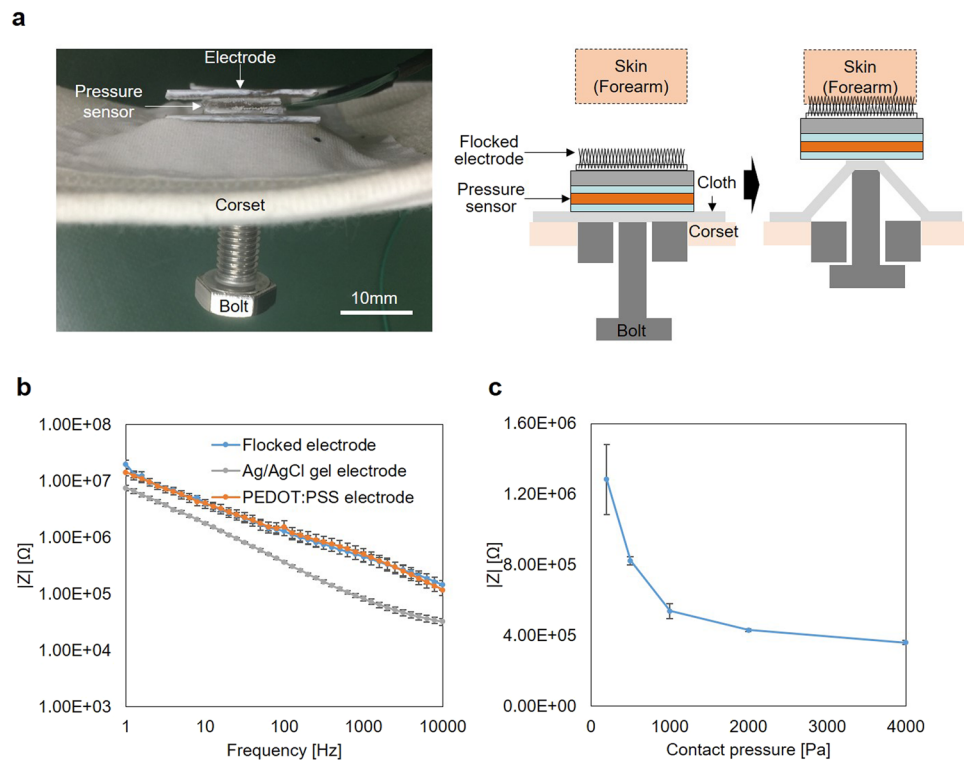 a
Electrode
Pressure
sensor
Corset
Bolt
10mm
Skin
(Forearm)
Skin
(Forearm)
Flocked
electrode
Cloth
Pressure
sensor
Corset
Bolt
b
1.00E+08
1.00E+07
1.00E+06
1.00E+05
1.00E+04
1.00E+03
|Z| [Ω]
Flocked electrode
Ag/AgCl gel electrode
PEDOT:PSS electrode
1 10 100 1000 10000
Frequency [Hz]
c
1.60E+06
1.20E+06
8.00E+05
4.00E+05
0.00E+00
|Z| [Ω]
0 1000 2000 3000 4000
Contact pressure [Pa]